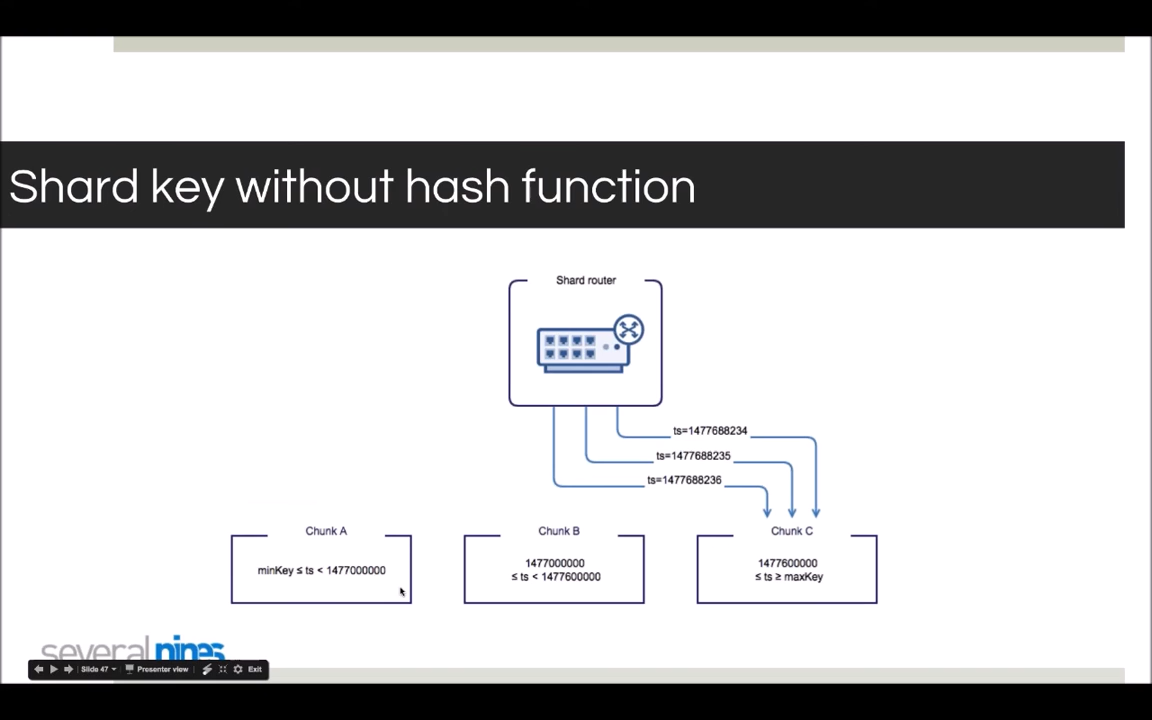 Shard key without hash function
Shard router
ts=1477688234
ts=1477688235
ts=1477688236
Chunk A
minKey ≤ ts < 1477000000
Chunk B
1477000000
≤ ts < 1477600000
Chunk C
1477600000
≤ ts ≥ maxKey
severalnines
Slide 47
Presenter view
Exit